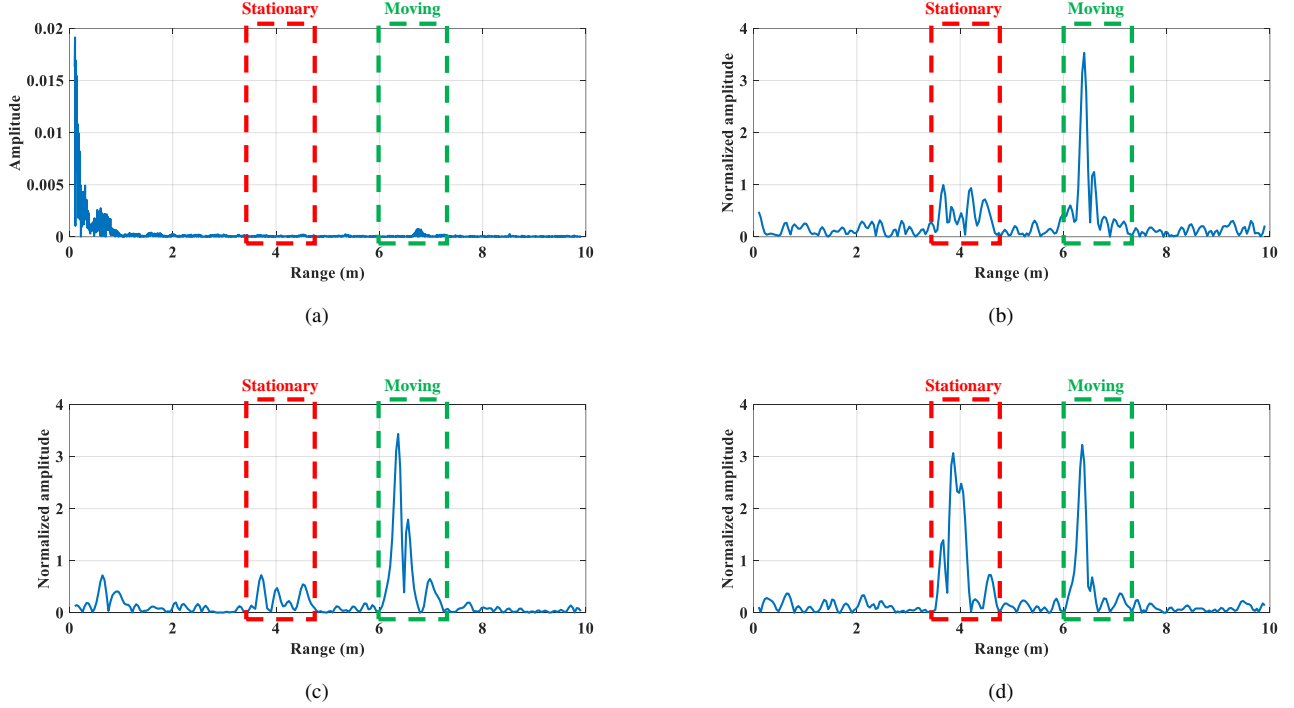 Stationary
Moving
Amplitude
0.02
0.015
0.01
0.005
0
0 2 4 6 8 10
Range (m)
(a)
Stationary
Moving
Normalized amplitude
4
3
2
1
0
0 2 4 6 8 10
Range (m)
(b)
Stationary
Moving
Normalized amplitude
4
3
2
1
0
0 2 4 6 8 10
Range (m)
(c)
Stationary
Moving
Normalized amplitude
4
3
2
1
0
0 2 4 6 8 10
Range (m)
(d)